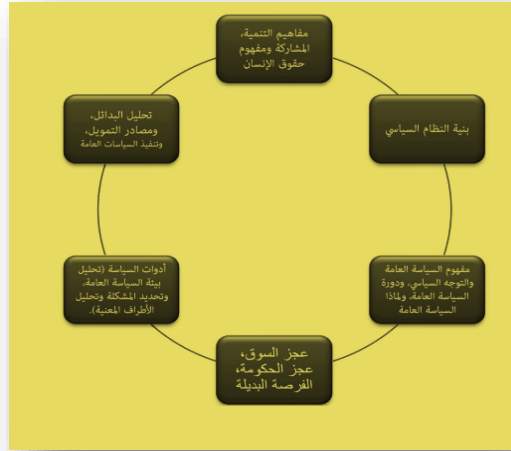 مفاهيم التنمية،
المشاركة ومفهوم
حقوق الإنسان
بنية النظام السياسي
مفهوم السياسة العامة
والتوجه السياسي، ودورة
السياسة العامة، ولماذا
السياسة العامة
عجز السوق،
عجز الحكومة،
الفرصة البديلة
أدوات السياسة (تحليل
بيئة السياسة العامة،
وتحديد المشكلة وتحليل
الأطراف المعنية).
تحليل البدائل،
ومصادر التمويل،
وتنفيذ السياسات العامة